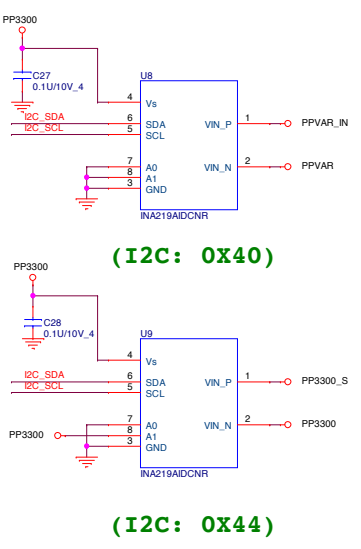 PP3300
C27
0.1U/10V_4
U8
4 Vs
I2C_SDA 6 SDA VIN_P 1 PPVAR_IN
I2C_SCL 5 SCL
7 A0 VIN_N 2 PPVAR
8 A1
3 GND
INA219AIDCNR
(I2C: 0X40)
PP3300
C28
0.1U/10V_4
U9
4 Vs
I2C_SDA 6 SDA VIN_P 1 PP3300_S
I2C_SCL 5 SCL
7 A0 VIN_N 2 PP3300
PP3300 8 A1
3 GND
INA219AIDCNR
(I2C: 0X44)